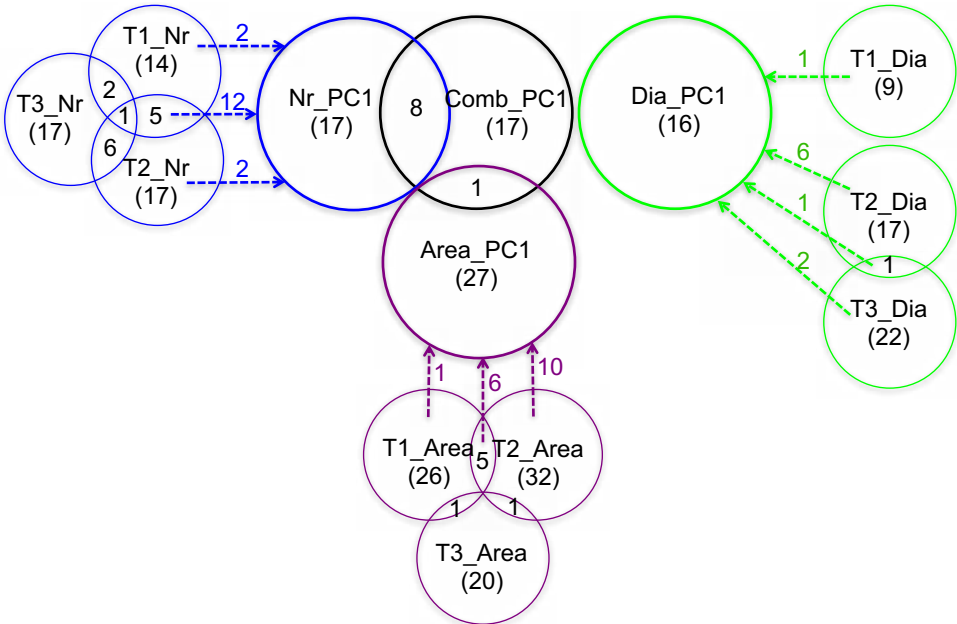 T1_Nr
(14)
2
T3_Nr
(17)
2
1
5
6
12
T2_Nr
(17)
2
Nr_PC1
(17)
8
Comb_PC1
(17)
1
Area_PC1
(27)
Dia_PC1
(16)
1
T1_Dia
(9)
6
T2_Dia
(17)
1
1
2
T3_Dia
(22)
1
6
10
T1_Area
(26)
5
T2_Area
(32)
1
1
T3_Area
(20)